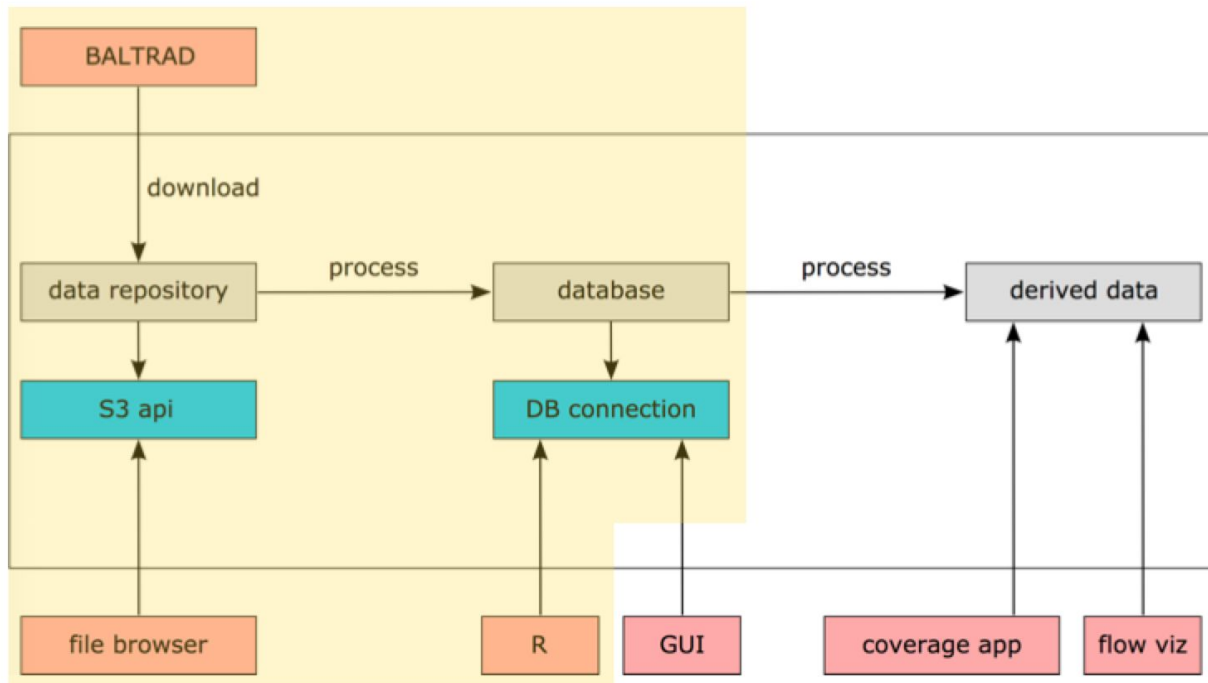 BALTRAD
download
process
process
data repository
database
derived data
S3 api
DB connection
file browser
R
GUI
coverage app
flow viz